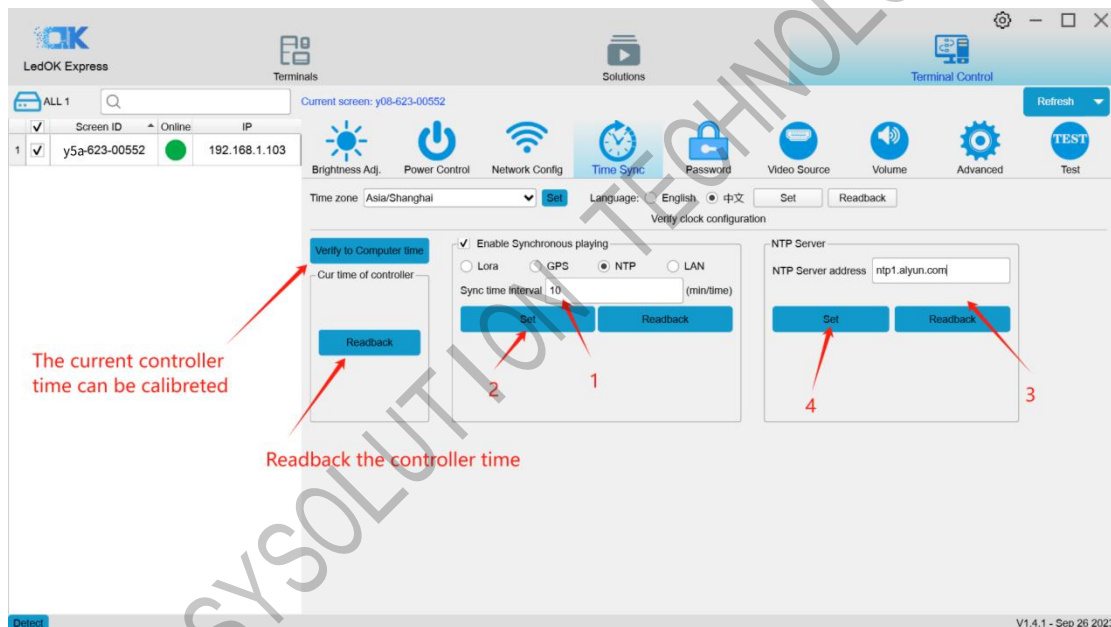 LedOK Express
Terminals
Solutions
Terminal Control
ALL 1
Current screen: y08-623-00552
Refresh
Screen ID Online IP
1 y5a-623-00552 192.168.1.103
Brightness Adj. Power Control Network Config Time Sync Password Video Source Volume Advanced Test
TEST
Time zone Asia/Shanghai Set Language: English 中文 Set Readback
Verify clock configuration
Verify to Computer time
Enable Synchronous playing
NTP Server
Cur time of controller
Lora GPS NTP LAN
NTP Server address ntp1.alyun.com
Sync time interval 10 (min/time)
Set Readback
Set Readback
Readback
The current controller
time can be calibreted
2
1
4
3
Readback the controller time
SYSOLUTION TECHNOL
Detect
V1.4.1 - Sep 26 2023